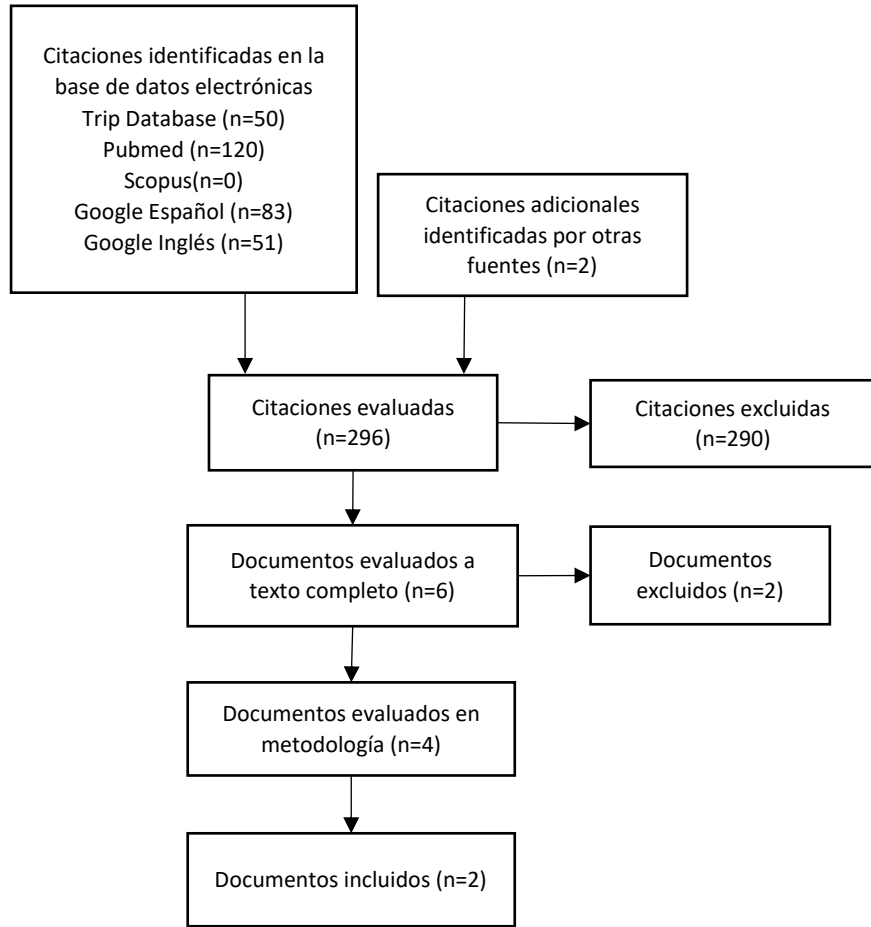 Citaciones identificadas en la
base de datos electrónicas
Trip Database (n=50)
Pubmed (n=120)
Scopus(n=0)
Google Español (n=83)
Google Inglés (n=51)
Citaciones adicionales
identificadas por otras
fuentes (n=2)
Citaciones evaluadas
(n=296)
Citaciones excluidas
(n=290)
Documentos evaluados a
texto completo (n=6)
Documentos
excluidos (n=2)
Documentos evaluados en
metodología (n=4)
Documentos incluidos (n=2)